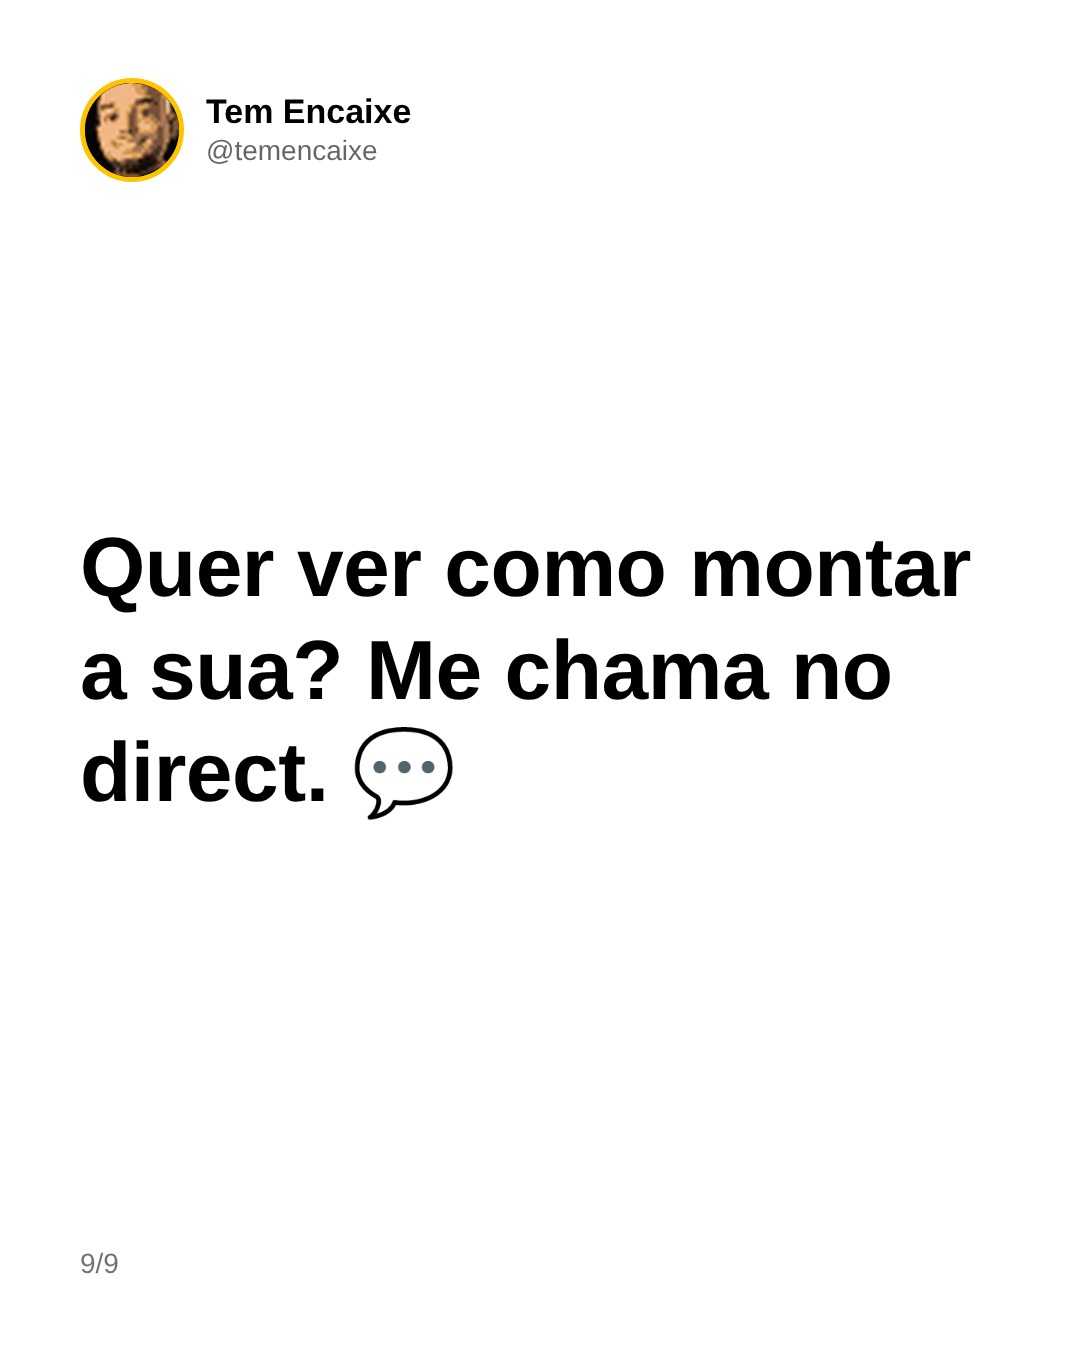 Tem Encaixe
@temencaixe
Quer ver como montar
a sua? Me chama no
direct. 💬
9/9